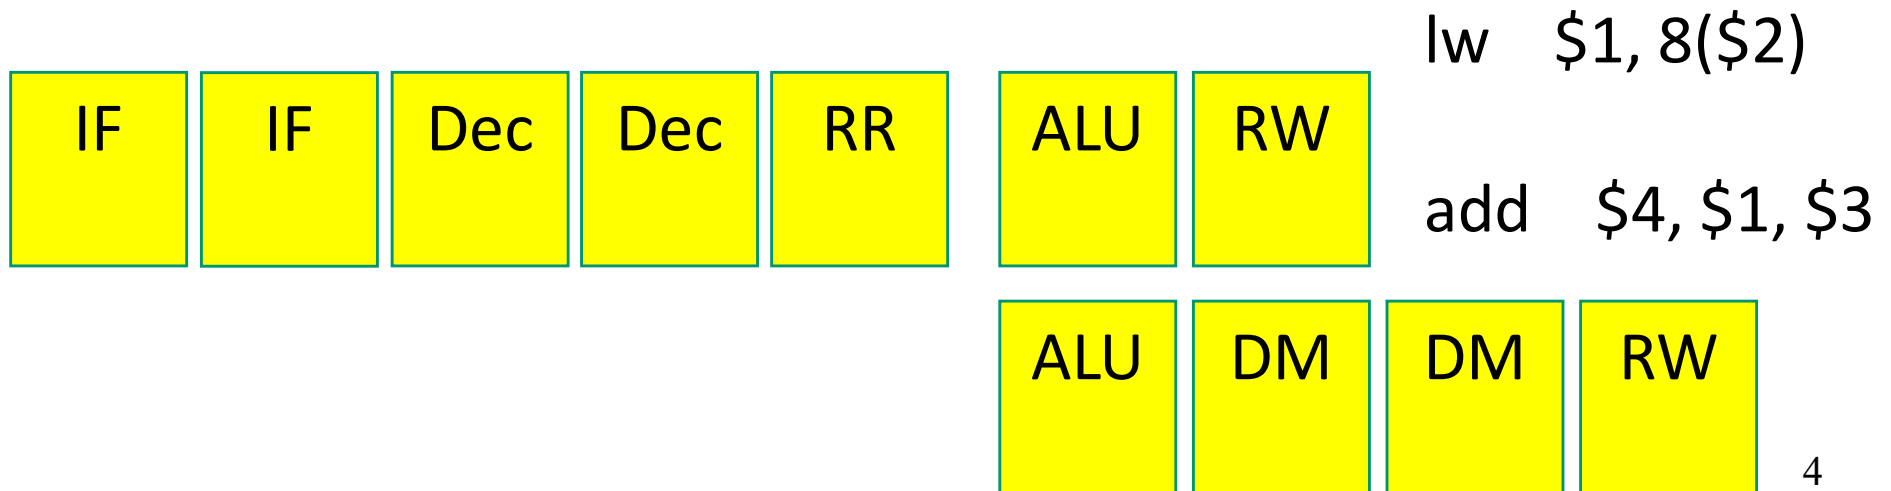 lw $1, 8($2)
IF IF Dec Dec RR ALU RW
add $4, $1, $3
ALU DM DM RW
4